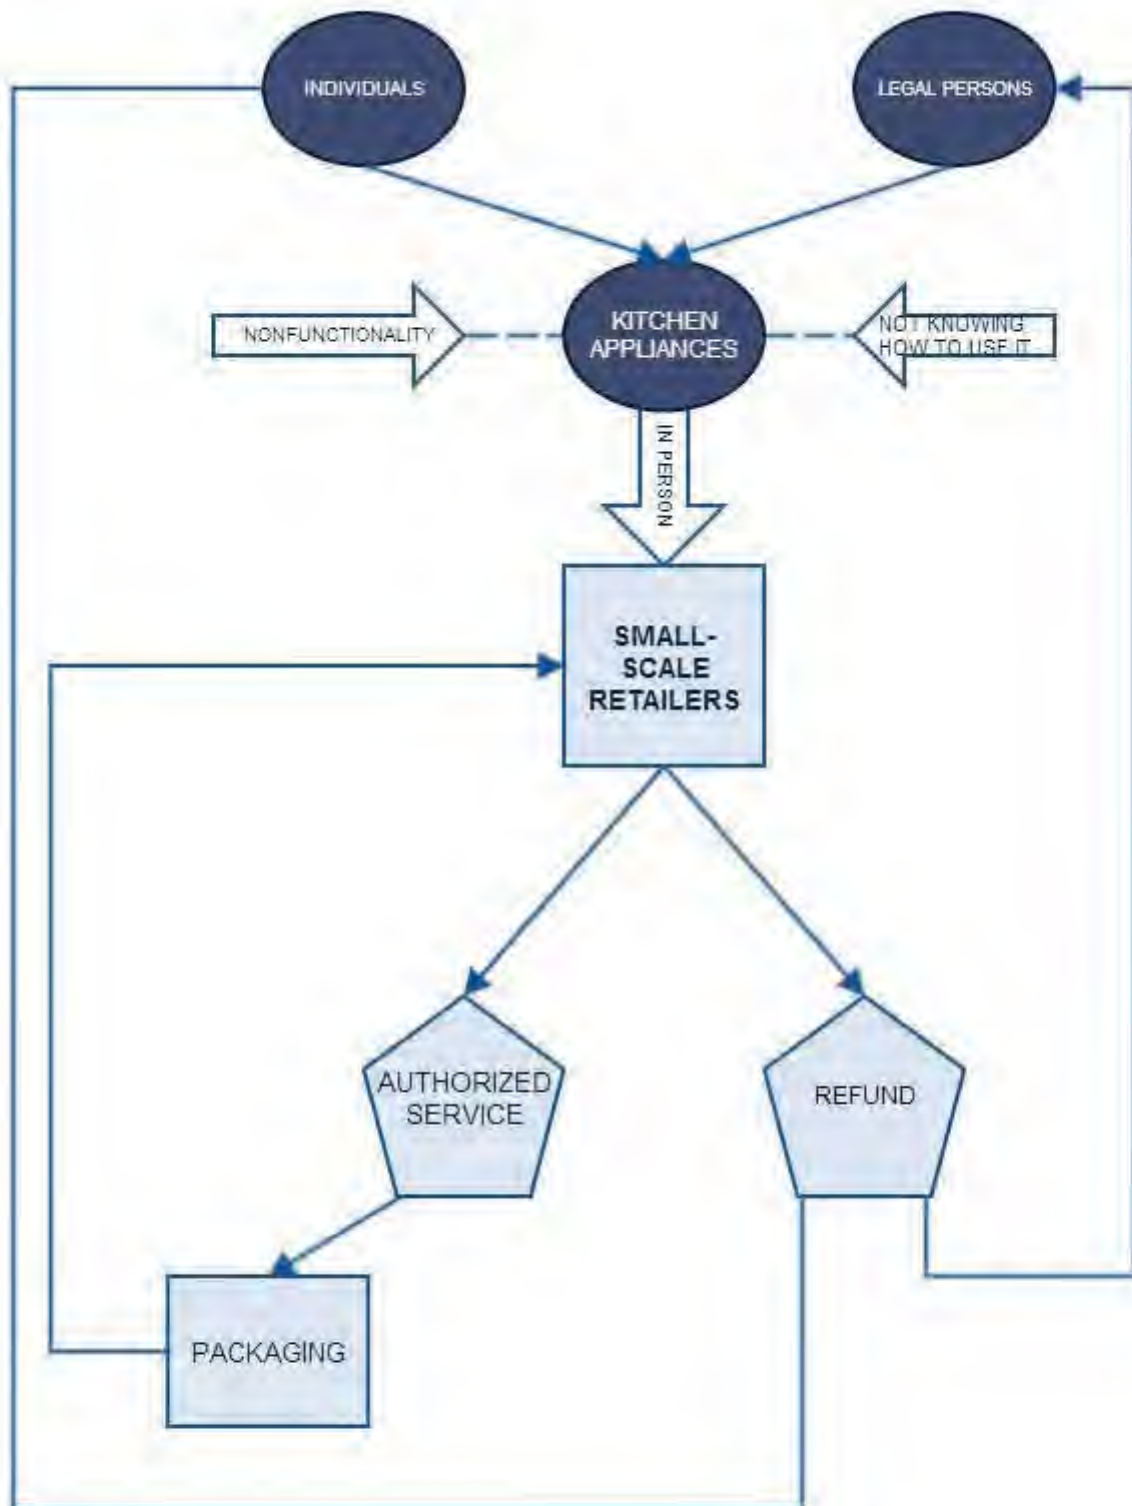 INDIVIDUALS
LEGAL PERSONS
KITCHEN
APPLIANCES
NONFUNCTIONALITY
NOT KNOWING
HOW TO USE IT
IN PERSON
SMALL-
SCALE
RETAILERS
AUTHORIZED
SERVICE
REFUND
PACKAGING